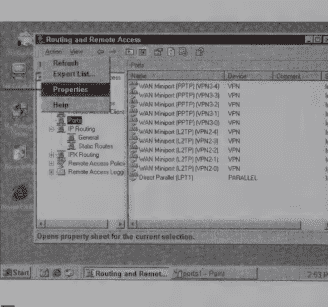 Routing and Remote Access
Action View
Refresh
Export List...
Properties
Help
Ports
IP Routing
General
Static Routes
IPX Routing
Remote Access
Remote Access
Ports
Name Device Comment
WAN Miniport (PPTP) (VPN3-4) VPN
WAN Miniport (PPTP) (VPN3-3) VPN
WAN Miniport (PPTP) (VPN3-2) VPN
WAN Miniport (PPTP) (VPN3-1) VPN
WAN Miniport (PPTP) (VPN3-0) VPN
WAN Miniport (L2TP) (VPN2-4) VPN
WAN Miniport (L2TP) (VPN2-3) VPN
WAN Miniport (L2TP) (VPN2-2) VPN
WAN Miniport (L2TP) (VPN2-1) VPN
WAN Miniport (L2TP) (VPN2-0) VPN
Direct Parallel (LPT1) PARALLEL
Opens property sheet for the current selection.
Start
Routing and Remot...
Paint
2:53 P